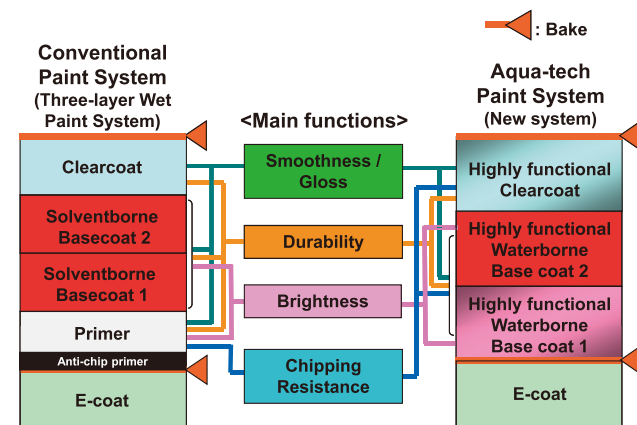 : Bake
Conventional
Paint System
(Three-layer Wet
Paint System)
<Main functions>
Aqua-tech
Paint System
(New system)
Clearcoat
Solventborne
Basecoat 2
Solventborne
Basecoat 1
Primer
Anti-chip primer
E-coat
Smoothness /
Gloss
Durability
Brightness
Chipping
Resistance
Highly functional
Clearcoat
Highly functional
Waterborne
Base coat 2
Highly functional
Waterborne
Base coat 1
E-coat